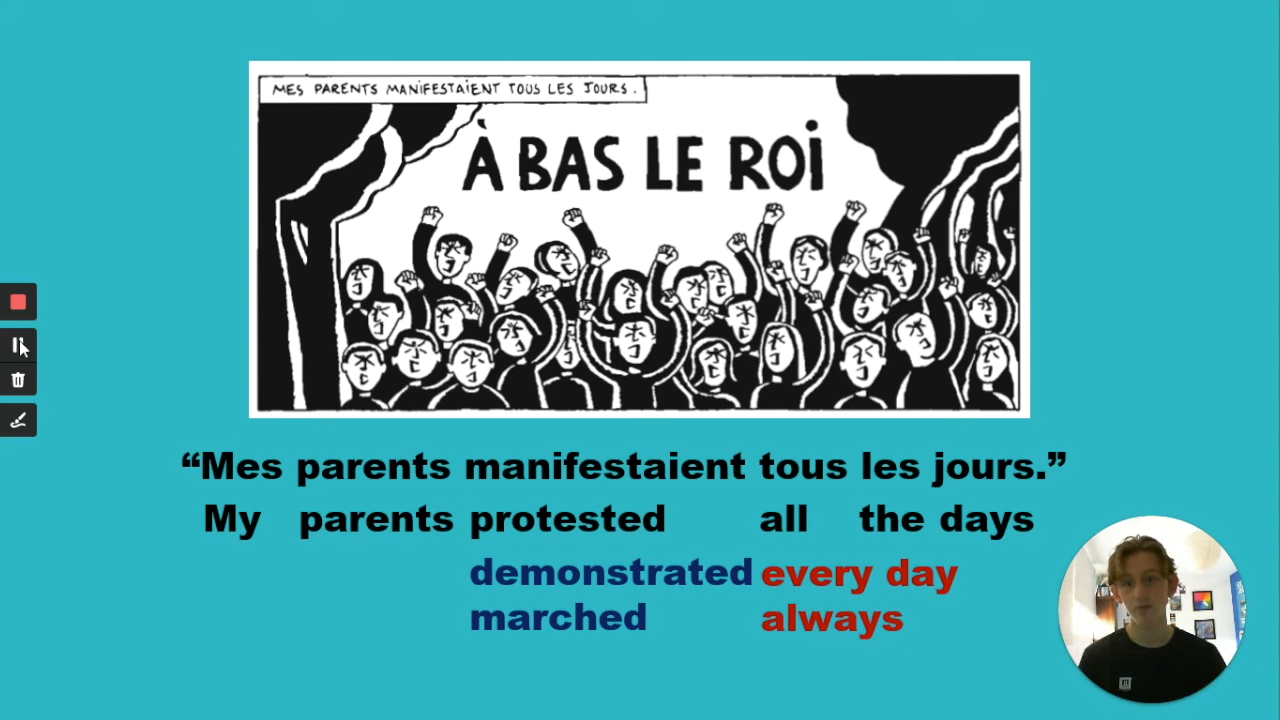 MES PARENTS MANIFESTAIENT TOUS LES JOURS.
À BAS LE ROI
“Mes parents manifestaient tous les jours.”
My parents protested all the days
demonstrated every day
marched always